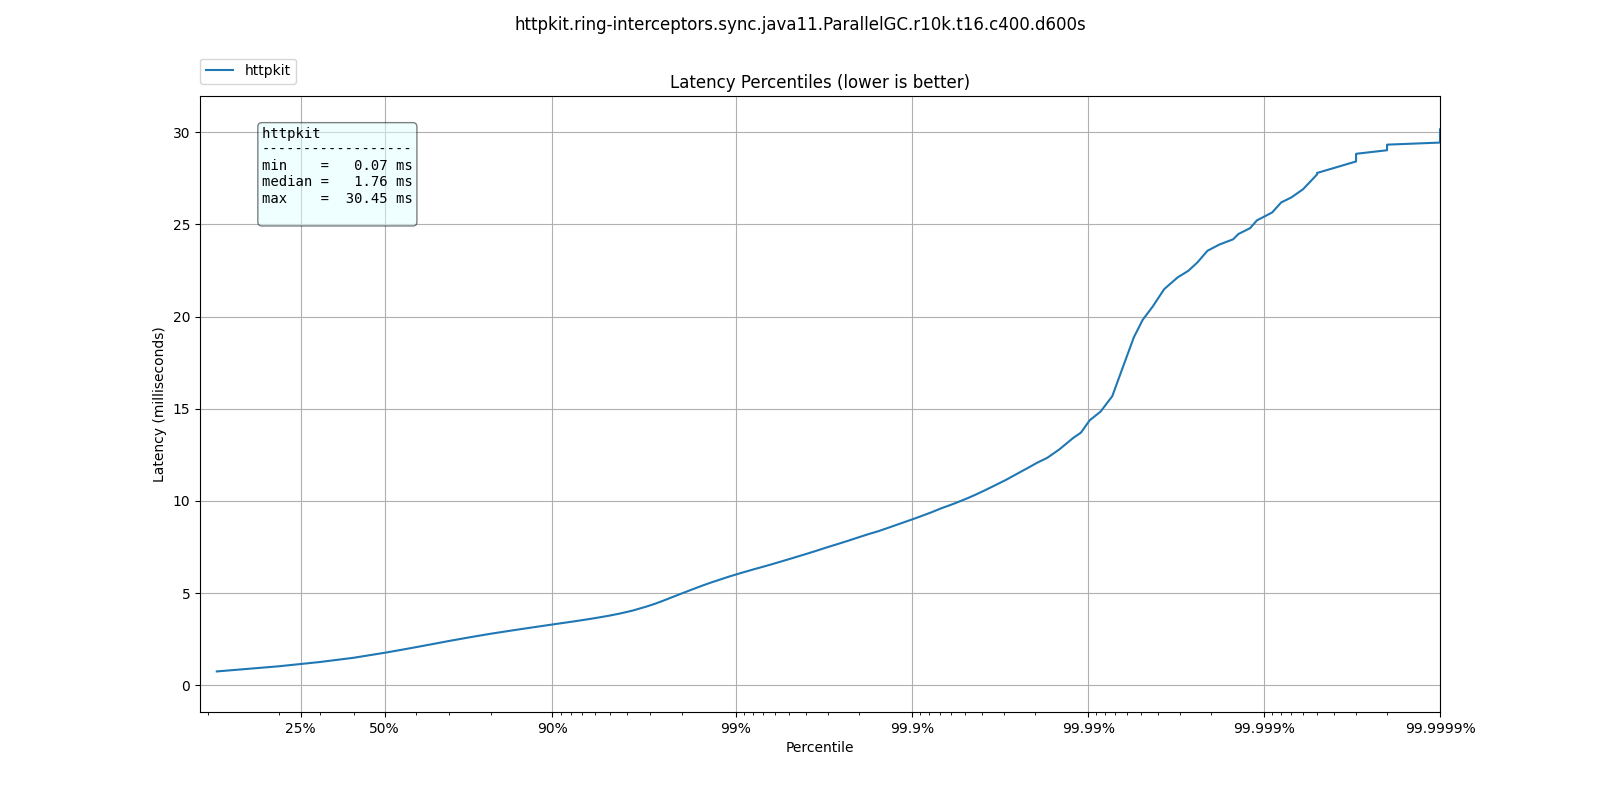 httpkit.ring-interceptors.sync.java11.ParallelGC.r10k.t16.c400.d600s
httpkit
Latency Percentiles (lower is better)
httpkit
------------------
min    =   0.07 ms
median =   1.76 ms
max    =  30.45 ms
30
25
20
15
10
5
0
Latency (milliseconds)
25% 50% 90% 99% 99.9% 99.99% 99.999% 99.9999%
Percentile